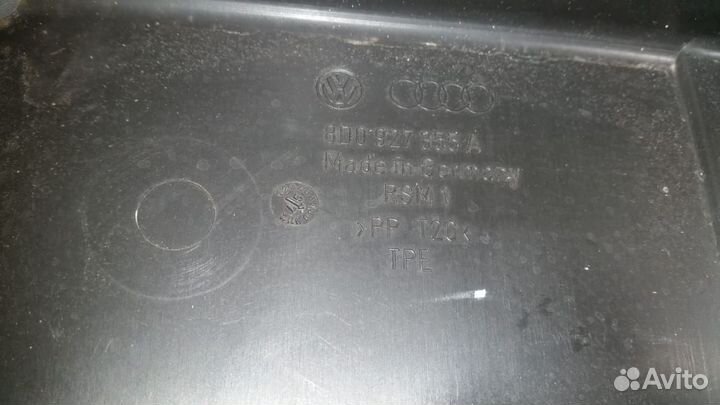 8D0 927 355 A
Made in Germany
RSM 1
>PP T20<
TPE
Avito